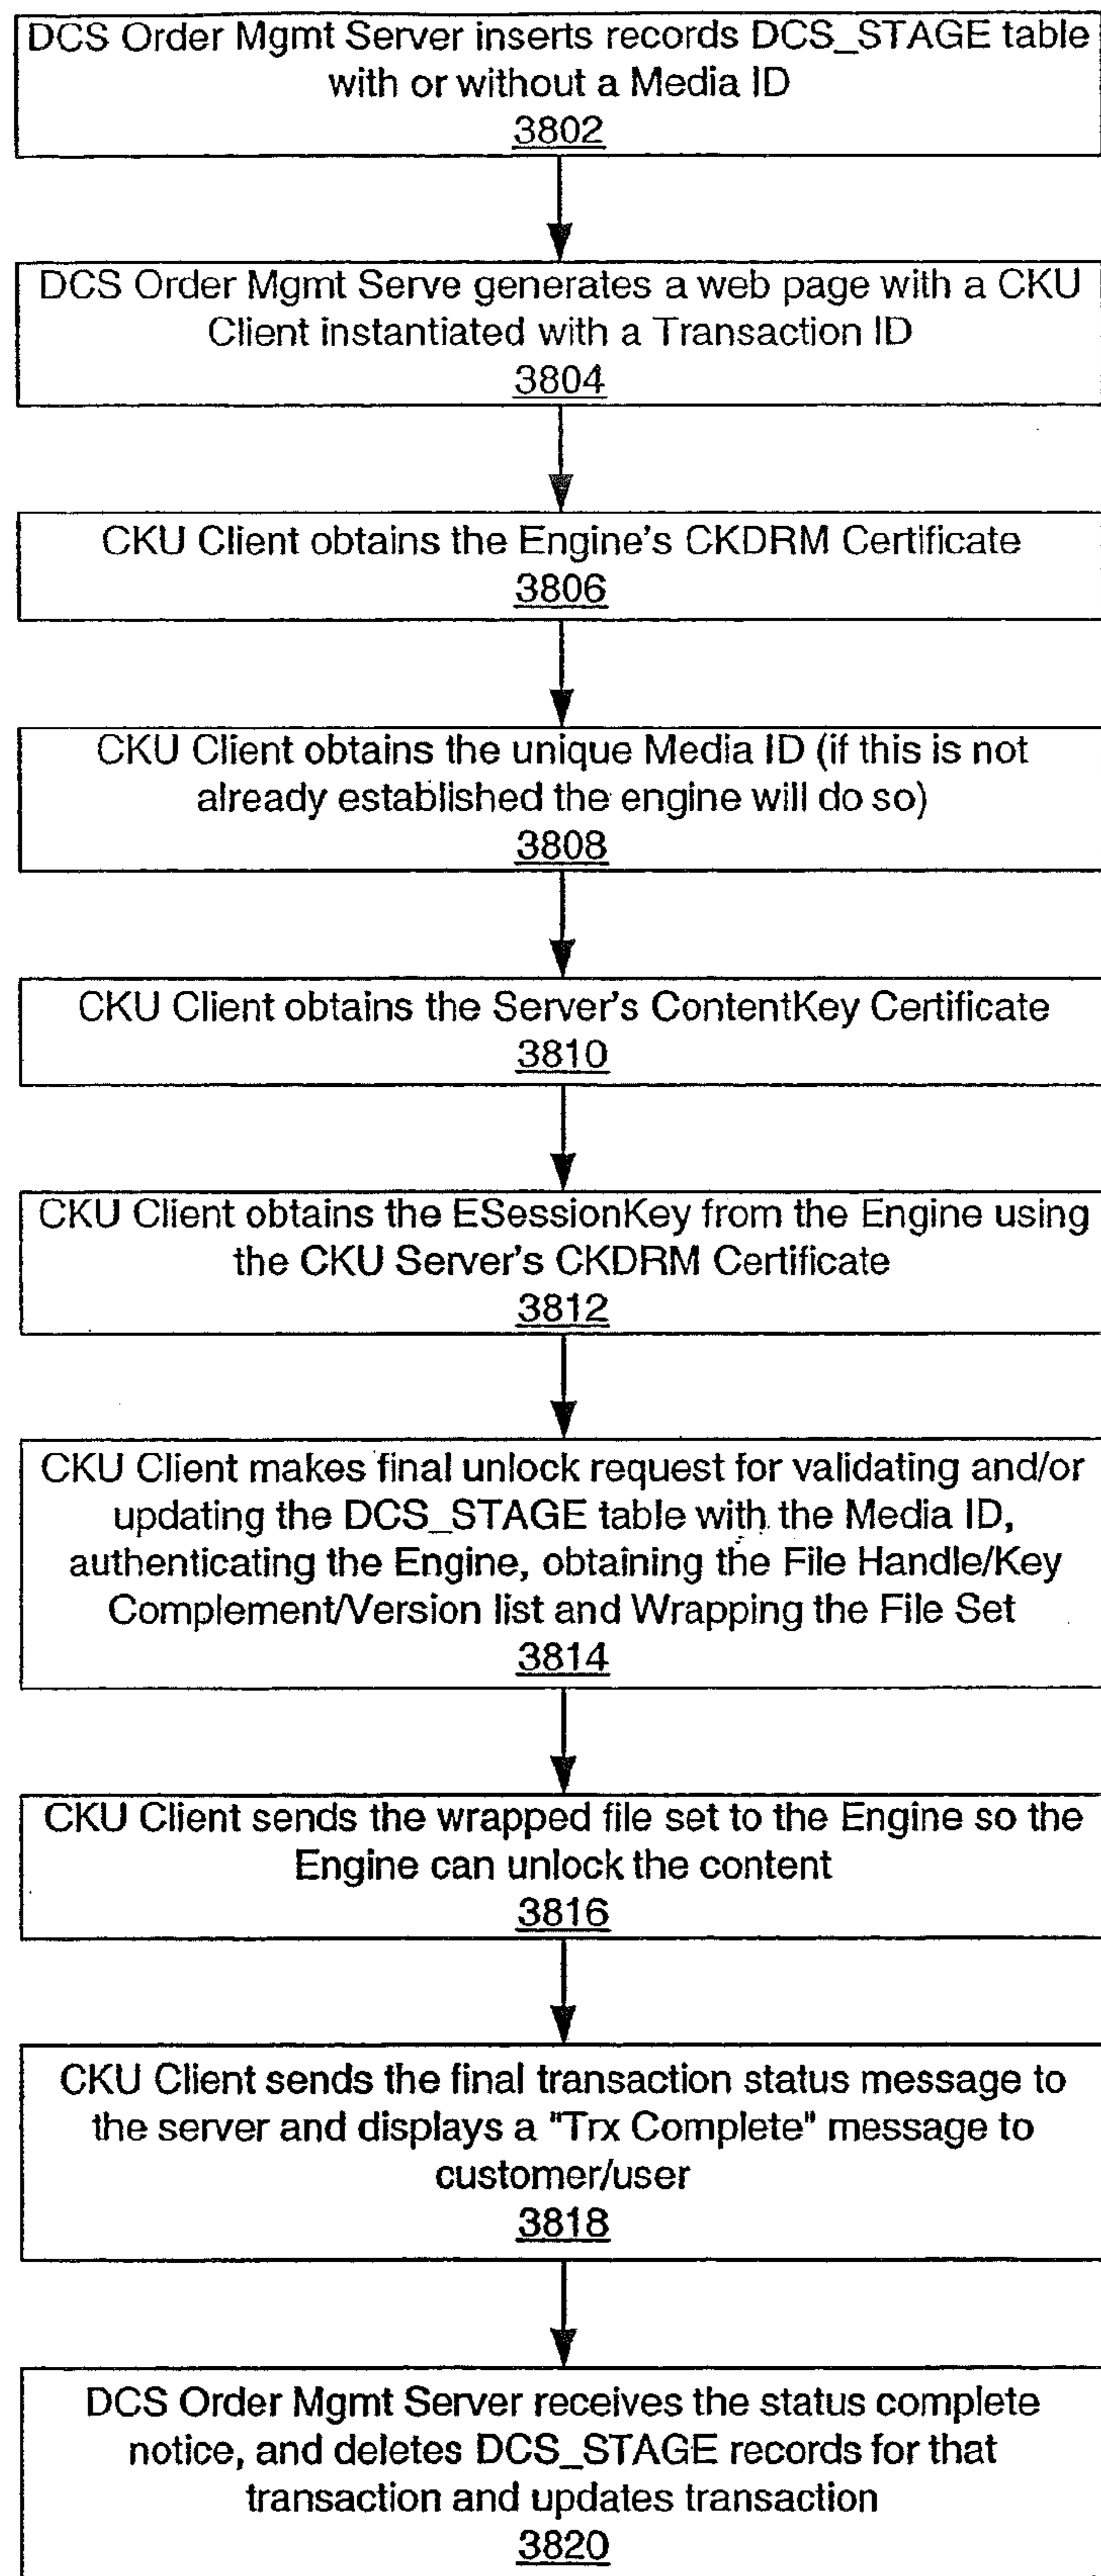 DCS Order Mgmt Server inserts records DCS_STAGE table
with or without a Media ID
3802
DCS Order Mgmt Serve generates a web page with a CKU
Client instantiated with a Transaction ID
3804
CKU Client obtains the Engine's CKDRM Certificate
3806
CKU Client obtains the unique Media ID (if this is not
already established the engine will do so)
3808
CKU Client obtains the Server's ContentKey Certificate
3810
CKU Client obtains the ESessionKey from the Engine using
the CKU Server's CKDRM Certificate
3812
CKU Client makes final unlock request for validating and/or
updating the DCS_STAGE table with the Media ID,
authenticating the Engine, obtaining the File Handle/Key
Complement/Version list and Wrapping the File Set
3814
CKU Client sends the wrapped file set to the Engine so the
Engine can unlock the content
3816
CKU Client sends the final transaction status message to
the server and displays a "Trx Complete" message to
customer/user
3818
DCS Order Mgmt Server receives the status complete
notice, and deletes DCS_STAGE records for that
transaction and updates transaction
3820